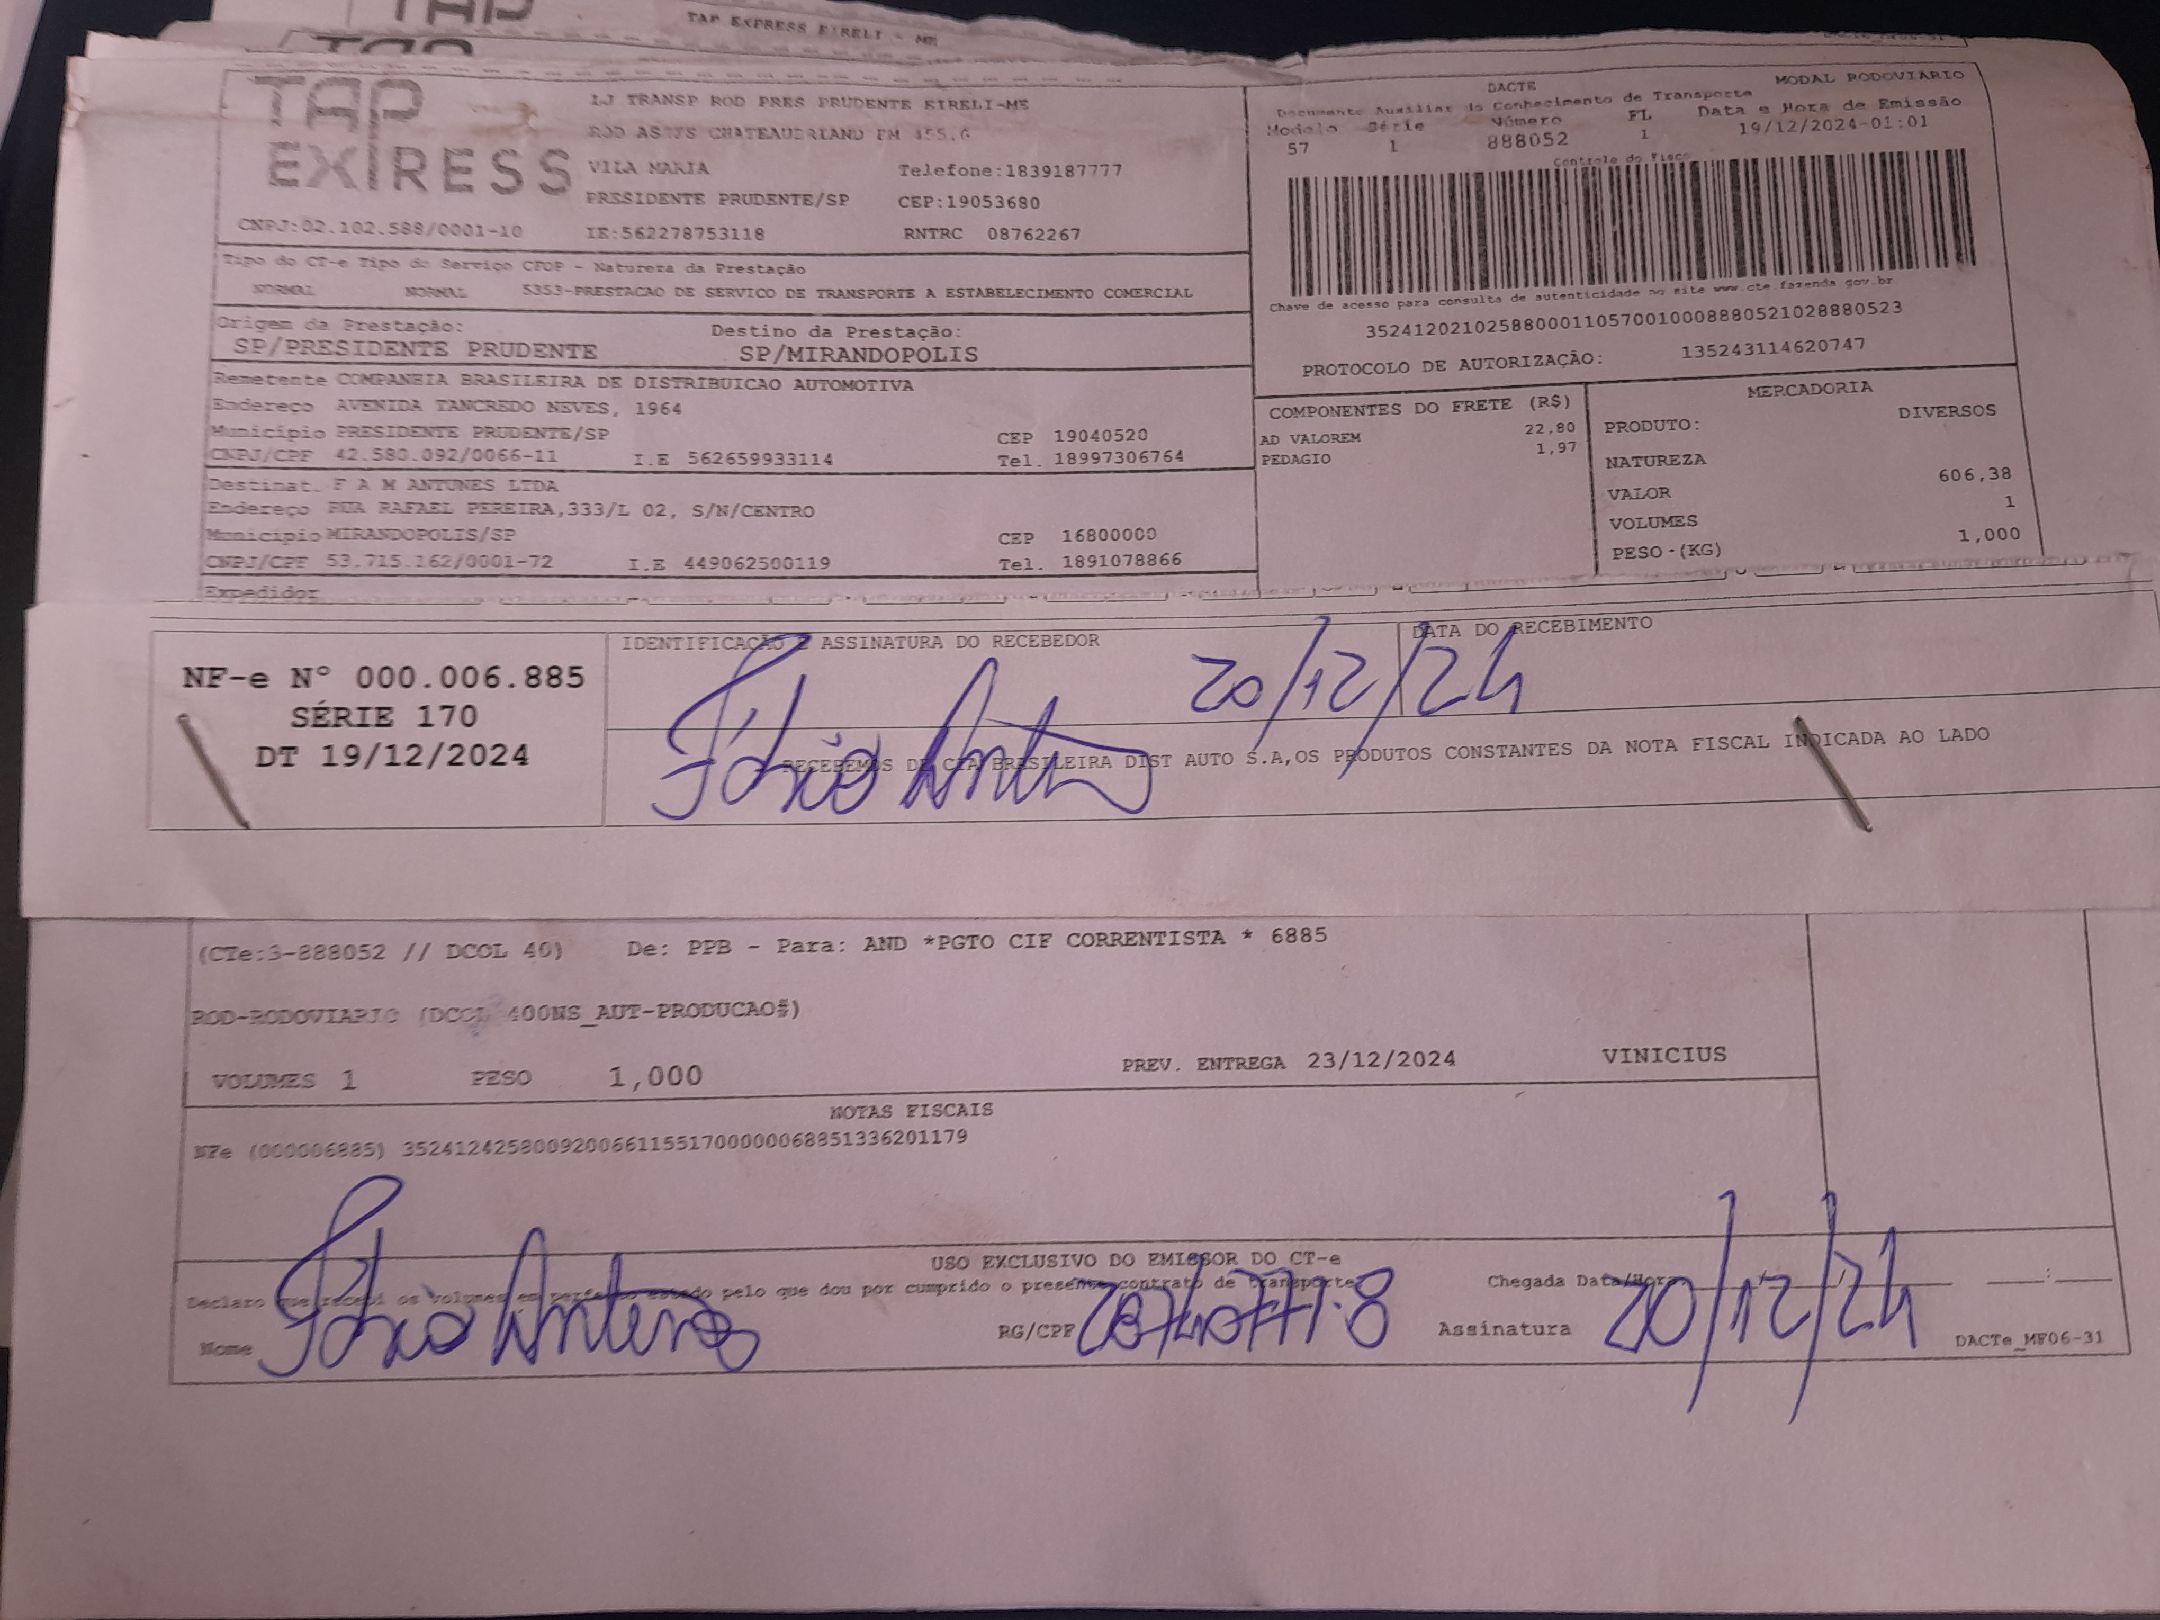 TAP
TAP EXPRESS EIRELI - ME
TAP
EXPRESS
LJ TRANSP ROD PRES PRUDENTE EIRELI-ME
ROD ASSIS CHATEAUBRIAND KM 455,6
VILA MARIA Telefone:1839187777
PRESIDENTE PRUDENTE/SP CEP:19053680
CNPJ:02.102.588/0001-10 IE:562278753118 RNTRC 08762267
DACTE MODAL RODOVIÁRIO
Documento Auxiliar do Conhecimento de Transporte
Modelo Série Número FL Data e Hora de Emissão
57 1 888052 1 19/12/2024-01:01
Controle do Fisco
Tipo do CT-e Tipo do Serviço CFOP - Natureza da Prestação
NORMAL NORMAL 5353-PRESTACAO DE SERVICO DE TRANSPORTE A ESTABELECIMENTO COMERCIAL
Chave de acesso para consulta de autenticidade no site www.cte.fazenda.gov.br
35241202102588000110570010008880521028880523
PROTOCOLO DE AUTORIZAÇÃO: 135243114620747
Origem da Prestação: Destino da Prestação:
SP/PRESIDENTE PRUDENTE SP/MIRANDOPOLIS
Remetente COMPANHIA BRASILEIRA DE DISTRIBUICAO AUTOMOTIVA
Endereço AVENIDA TANCREDO NEVES, 1964
Município PRESIDENTE PRUDENTE/SP CEP 19040520
CNPJ/CPF 42.580.092/0066-11 I.E 562659933114 Tel. 18997306764
Destinat. F A M ANTUNES LTDA
Endereço RUA RAFAEL PEREIRA,333/L 02, S/N/CENTRO
Município MIRANDOPOLIS/SP CEP 16800000
CNPJ/CPF 53.715.162/0001-72 I.E 449062500119 Tel. 1891078866
Expedidor
COMPONENTES DO FRETE (R$)
AD VALOREM 22,80
PEDAGIO 1,97
MERCADORIA
PRODUTO: DIVERSOS
NATUREZA
VALOR 606,38
VOLUMES 1
PESO-(KG) 1,000
NF-e N° 000.006.885
SÉRIE 170
DT 19/12/2024
IDENTIFICAÇÃO E ASSINATURA DO RECEBEDOR DATA DO RECEBIMENTO
20/12/24
RECEBEMOS DE CIA BRASILEIRA DIST AUTO S.A,OS PRODUTOS CONSTANTES DA NOTA FISCAL INDICADA AO LADO
(CTe:3-888052 // DCOL 40) De: PPB - Para: AND *PGTO CIF CORRENTISTA * 6885
ROD-RODOVIARIO (DCOL 400NS_AUT-PRODUCAO#)
VOLUMES 1 PESO 1,000 PREV. ENTREGA 23/12/2024 VINICIUS
NOTAS FISCAIS
NFe (000006885) 35241242580092006611551700000068851336201179
USO EXCLUSIVO DO EMISSOR DO CT-e
Declaro que recebi os volumes em perfeito estado pelo que dou por cumprido o presente contrato de transporte Chegada Data/Hora
Nome RG/CPF Assinatura 20/12/24 DACTe_MF06-31